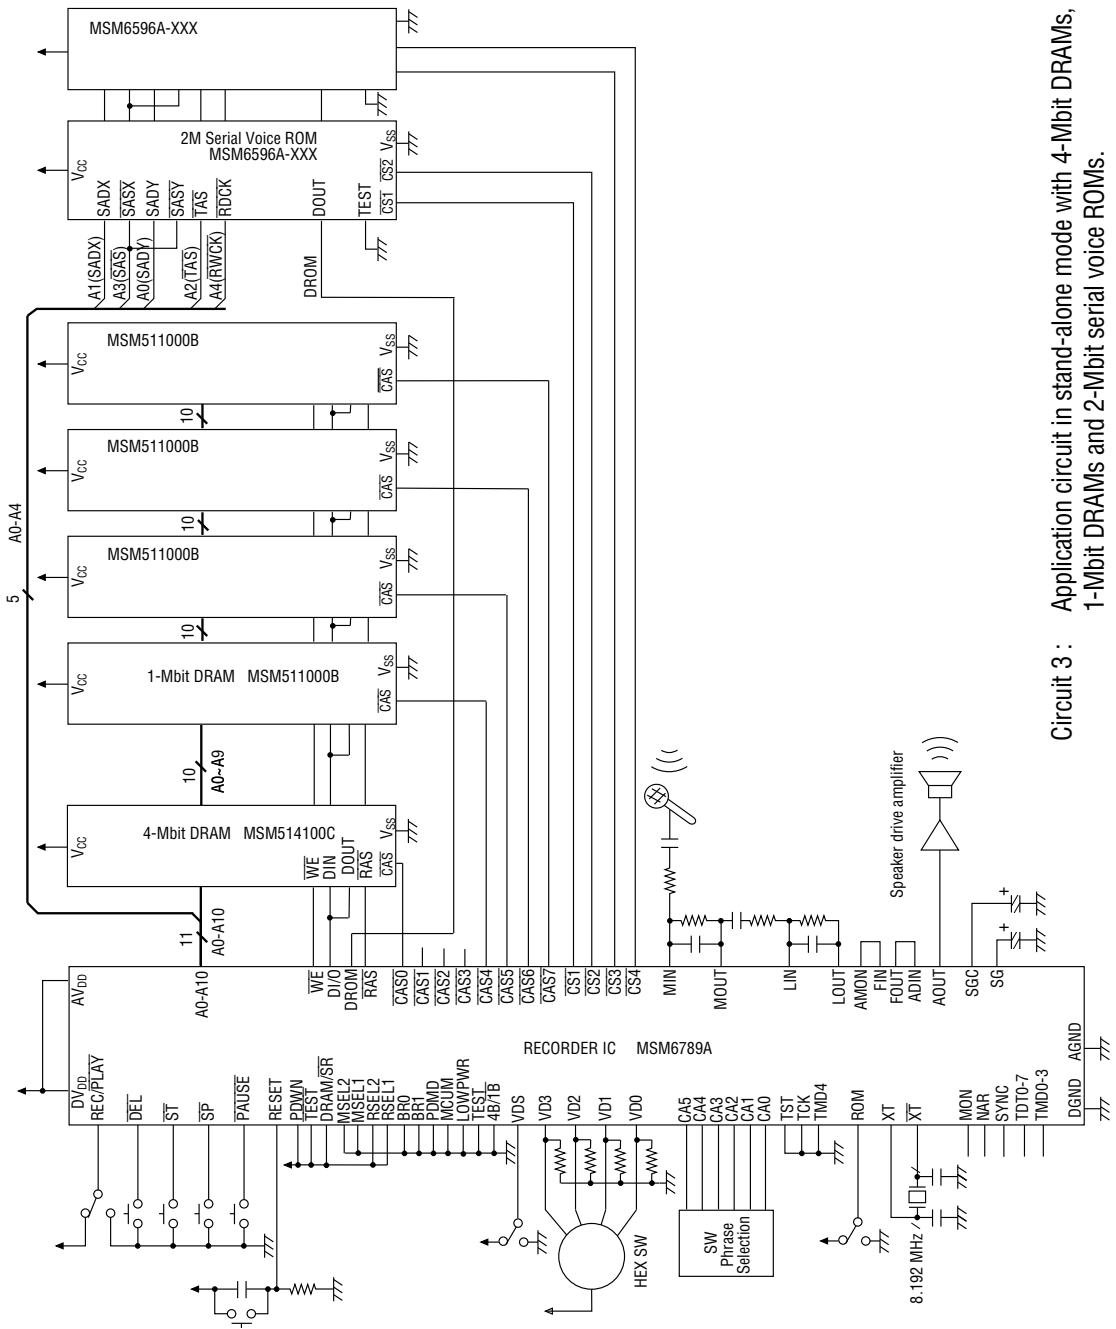 MSM6596A-XXX
2M Serial Voice ROM
MSM6596A-XXX
VCC
VSS
SADX
SASX
SADY
SASY
TAS
RDCK
DOUT
TEST
CS1
CS2
A1(SADX)
A3(SAS)
A0(SADY)
A2(TAS)
A4(RWCK)
DROM
A0-A4
5
MSM511000B
VCC
CAS
VSS
10
MSM511000B
VCC
CAS
VSS
10
MSM511000B
VCC
CAS
VSS
10
1-Mbit DRAM MSM511000B
VCC
CAS
VSS
10
A0~A9
4-Mbit DRAM MSM514100C
VCC
WE
DIN
DOUT
RAS
CAS
VSS
11
A0-A10
RECORDER IC MSM6789A
AVDD
DVDD
A0-A10
WE
DI/O
DROM
RAS
CAS0
CAS1
CAS2
CAS3
CAS4
CAS5
CAS6
CAS7
CS1
CS2
CS3
CS4
MIN
MOUT
LIN
LOUT
AMON
FIN
FOUT
ADIN
AOUT
SGC
SG
AGND
DGND
REC/PLAY
DEL
ST
SP
PAUSE
RESET
PDWN
TEST
DRAM/SR
MSEL2
MSEL1
RSEL2
RSEL1
BR0
BR1
PDMD
MCUM
LOWPWR
TEST
4B/1B
VDS
VD3
VD2
VD1
VD0
CA5
CA4
CA3
CA2
CA1
CA0
TST
TCK
TMD4
ROM
XT
XT
MON
NAR
SYNC
TDTO-7
TMDO-3
HEX SW
SW
Phrase
Selection
8.192 MHz
Speaker drive amplifier
+
+
Circuit 3 : Application circuit in stand-alone mode with 4-Mbit DRAMs,
1-Mbit DRAMs and 2-Mbit serial voice ROMs.